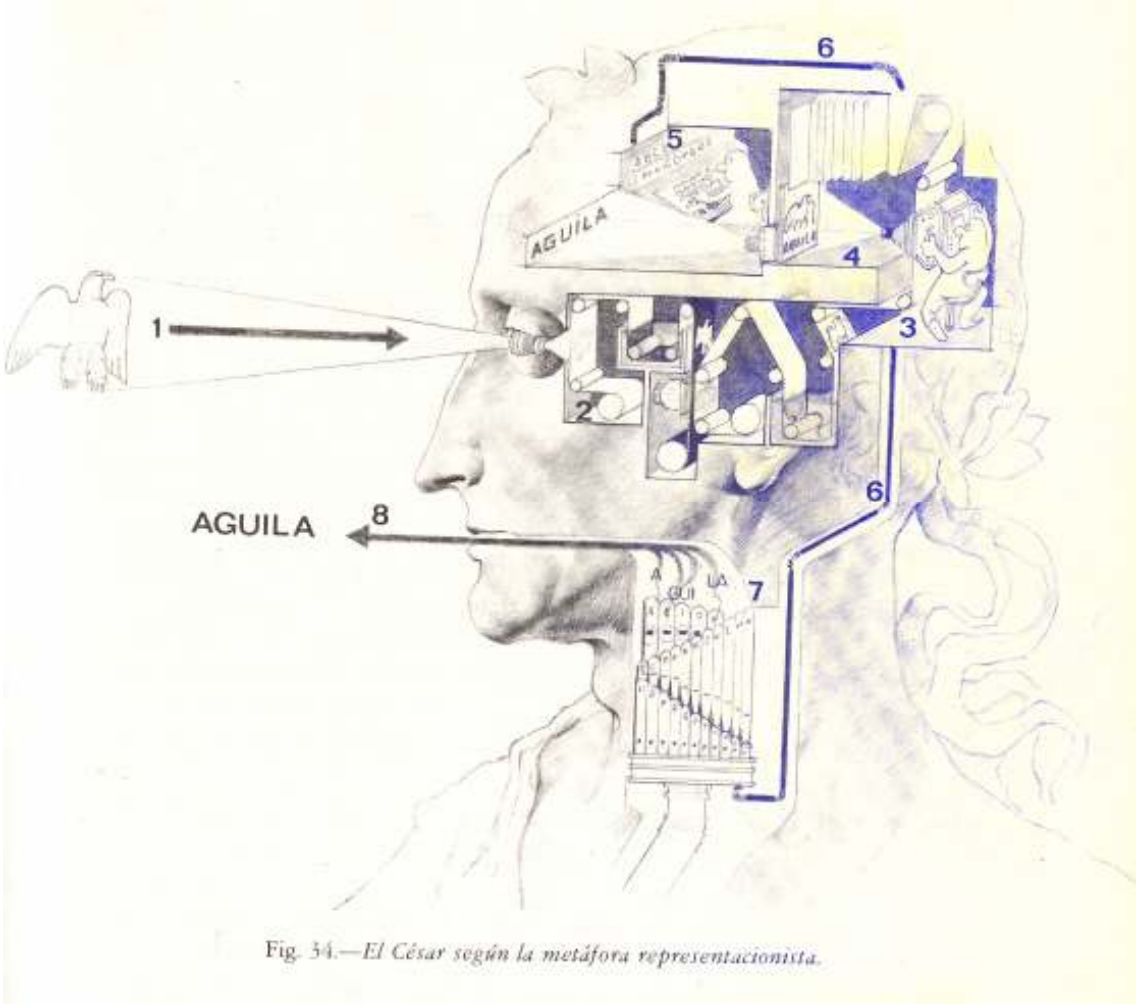 6
5
AGUILA
AGUILA
4
1
3
2
6
AGUILA
8
A
GUI
LA
7
Fig. 34.—El César según la metáfora representacionista.